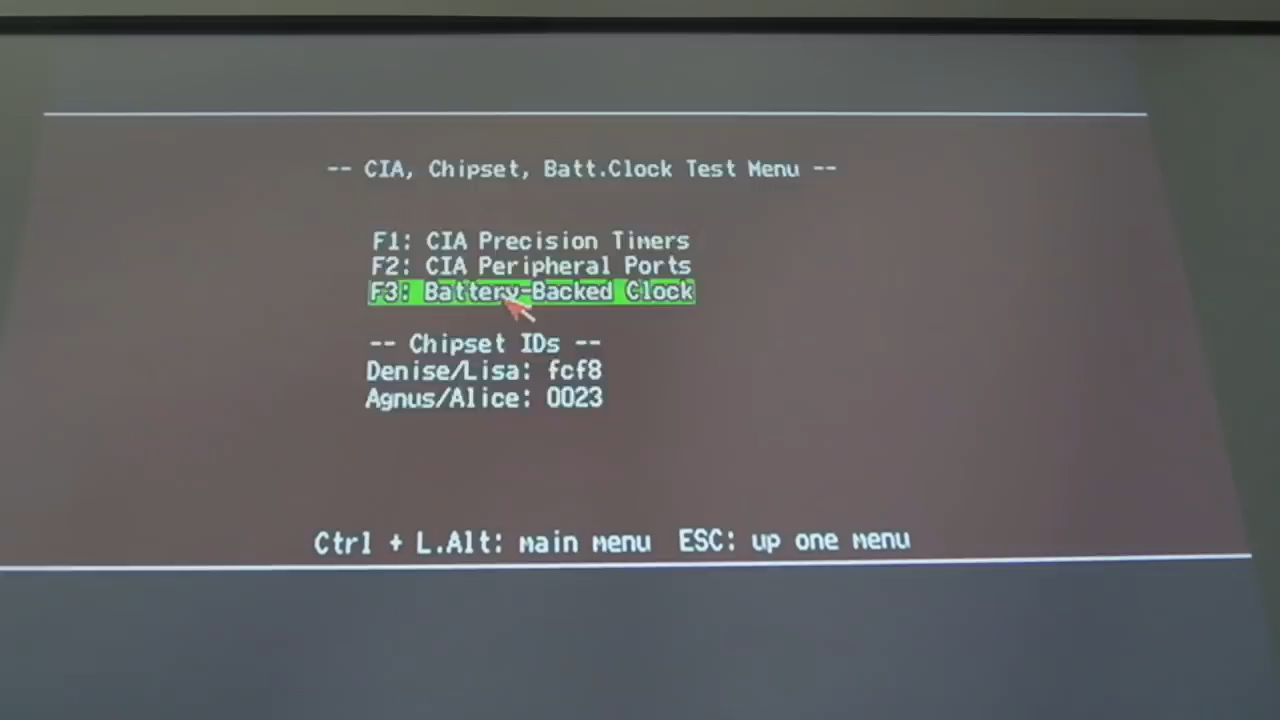 -- CIA, Chipset, Batt.Clock Test Menu --
F1: CIA Precision Timers
F2: CIA Peripheral Ports
F3: Battery-Backed Clock
-- Chipset IDs --
Denise/Lisa: fcf8
Agnus/Alice: 0023
Ctrl + L.Alt: main menu ESC: up one menu